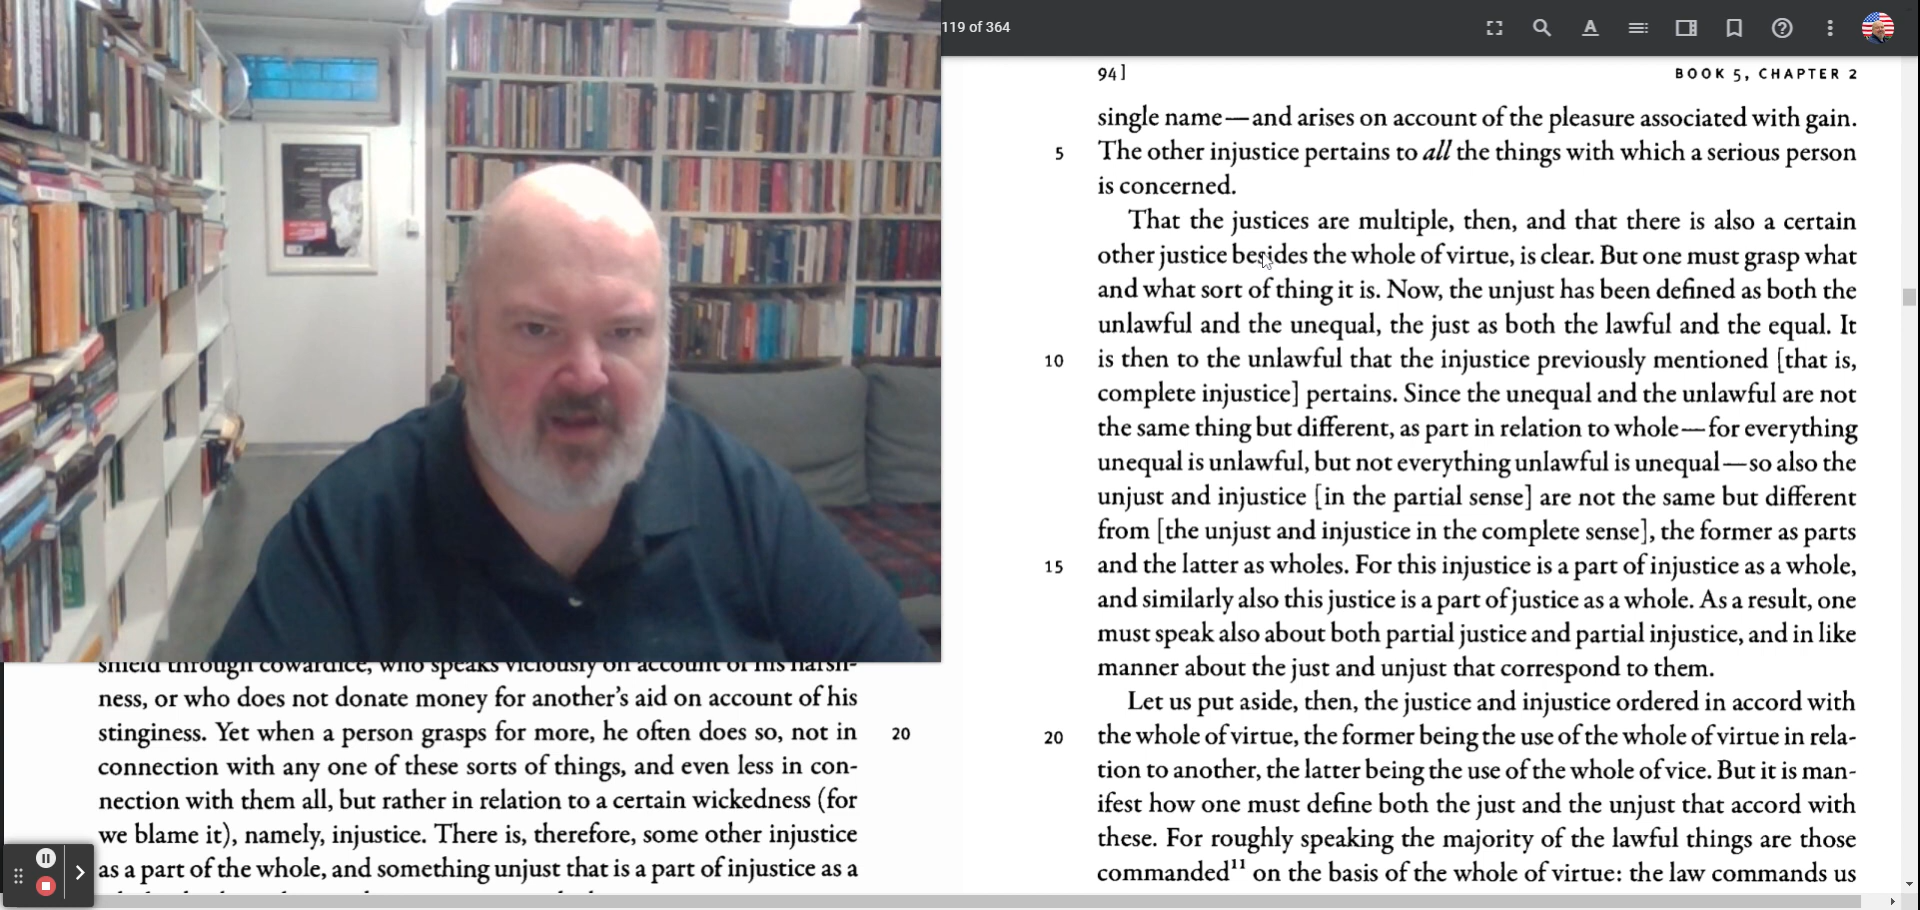 119 of 364
94]
BOOK 5, CHAPTER 2
single name—and arises on account of the pleasure associated with gain.
5 The other injustice pertains to all the things with which a serious person
is concerned.
That the justices are multiple, then, and that there is also a certain
other justice besides the whole of virtue, is clear. But one must grasp what
and what sort of thing it is. Now, the unjust has been defined as both the
unlawful and the unequal, the just as both the lawful and the equal. It
10 is then to the unlawful that the injustice previously mentioned [that is,
complete injustice] pertains. Since the unequal and the unlawful are not
the same thing but different, as part in relation to whole—for everything
unequal is unlawful, but not everything unlawful is unequal—so also the
unjust and injustice [in the partial sense] are not the same but different
from [the unjust and injustice in the complete sense], the former as parts
15 and the latter as wholes. For this injustice is a part of injustice as a whole,
and similarly also this justice is a part of justice as a whole. As a result, one
must speak also about both partial justice and partial injustice, and in like
manner about the just and unjust that correspond to them.
Let us put aside, then, the justice and injustice ordered in accord with
20 the whole of virtue, the former being the use of the whole of virtue in rela-
tion to another, the latter being the use of the whole of vice. But it is man-
ifest how one must define both the just and the unjust that accord with
these. For roughly speaking the majority of the lawful things are those
commanded¹¹ on the basis of the whole of virtue: the law commands us
shield through cowardice, who speaks viciously on account of his harsh-
ness, or who does not donate money for another's aid on account of his
stinginess. Yet when a person grasps for more, he often does so, not in 20
connection with any one of these sorts of things, and even less in con-
nection with them all, but rather in relation to a certain wickedness (for
we blame it), namely, injustice. There is, therefore, some other injustice
as a part of the whole, and something unjust that is a part of injustice as a